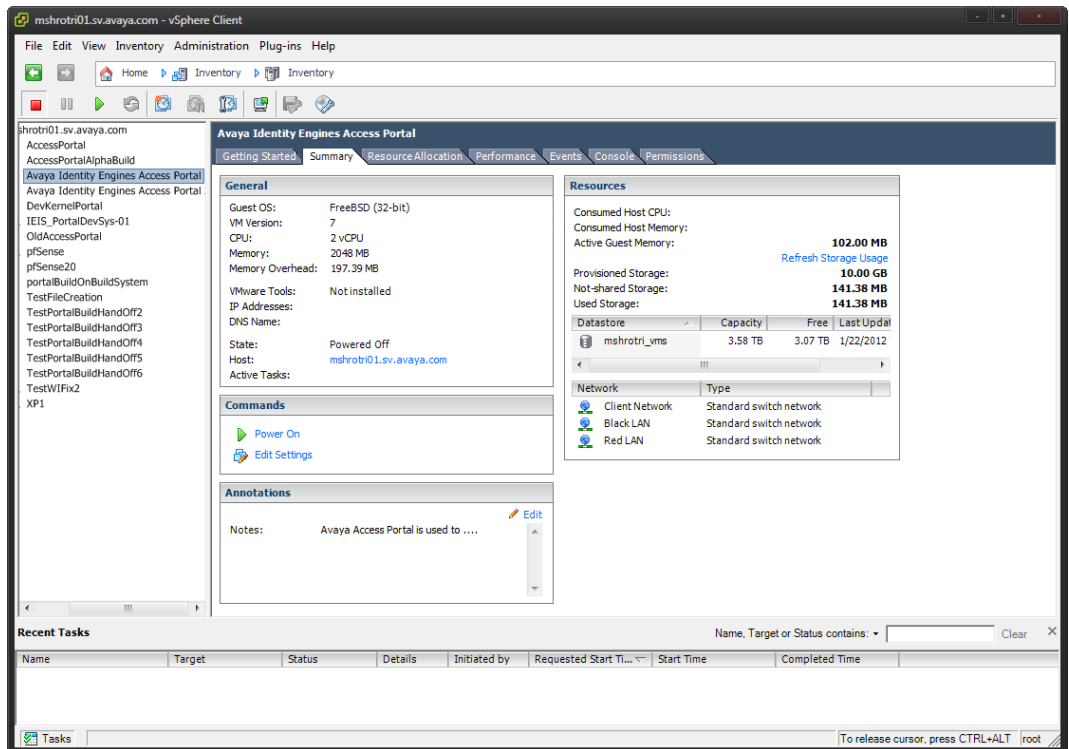 mshrotri01.sv.avaya.com - vSphere Client
File Edit View Inventory Administration Plug-ins Help
Home Inventory Inventory
shrotri01.sv.avaya.com
AccessPortal
AccessPortalAlphaBuild
Avaya Identity Engines Access Portal
Avaya Identity Engines Access Portal
DevKernelPortal
IEIS_PortalDevSys-01
OldAccessPortal
pfSense
pfSense20
portalBuildOnBuildSystem
TestFileCreation
TestPortalBuildHandOff2
TestPortalBuildHandOff3
TestPortalBuildHandOff4
TestPortalBuildHandOff5
TestPortalBuildHandOff6
TestWIFix2
XP1
Avaya Identity Engines Access Portal
Getting Started Summary Resource Allocation Performance Events Console Permissions
General
Guest OS: FreeBSD (32-bit)
VM Version: 7
CPU: 2 vCPU
Memory: 2048 MB
Memory Overhead: 197.39 MB
VMware Tools: Not installed
IP Addresses:
DNS Name:
State: Powered Off
Host: mshrotri01.sv.avaya.com
Active Tasks:
Commands
Power On
Edit Settings
Annotations
Edit
Notes: Avaya Access Portal is used to ....
Resources
Consumed Host CPU:
Consumed Host Memory:
Active Guest Memory: 102.00 MB
Refresh Storage Usage
Provisioned Storage: 10.00 GB
Not-shared Storage: 141.38 MB
Used Storage: 141.38 MB
Datastore Capacity Free Last Updat
mshrotri_vms 3.58 TB 3.07 TB 1/22/2012
Network Type
Client Network Standard switch network
Black LAN Standard switch network
Red LAN Standard switch network
Recent Tasks
Name, Target or Status contains: Clear
Name Target Status Details Initiated by Requested Start Ti... Start Time Completed Time
Tasks
To release cursor, press CTRL+ALT root